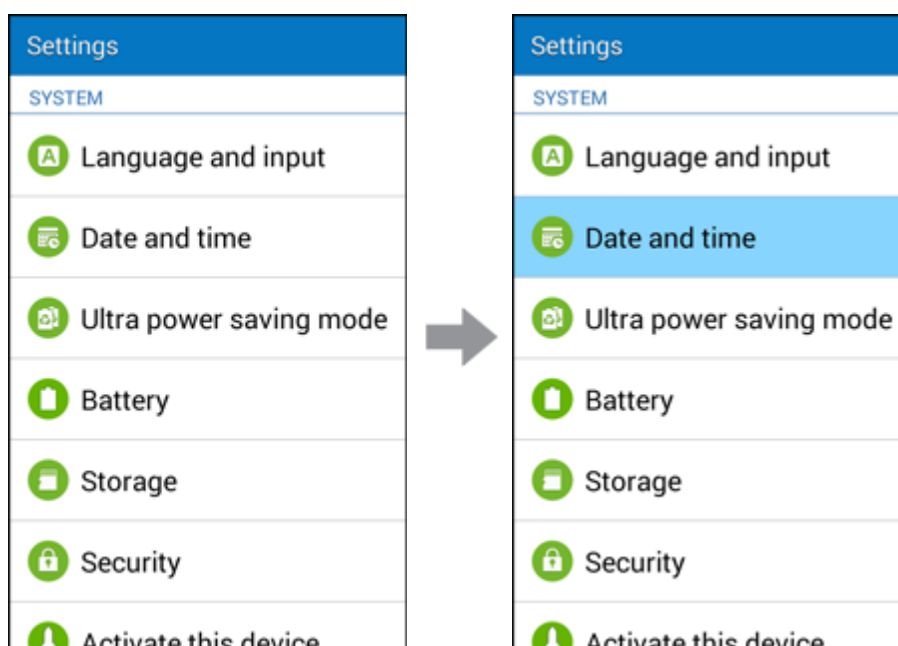 Settings
SYSTEM
Language and input
Date and time
Ultra power saving mode
Battery
Storage
Security
Activate this device
Settings
SYSTEM
Language and input
Date and time
Ultra power saving mode
Battery
Storage
Security
Activate this device